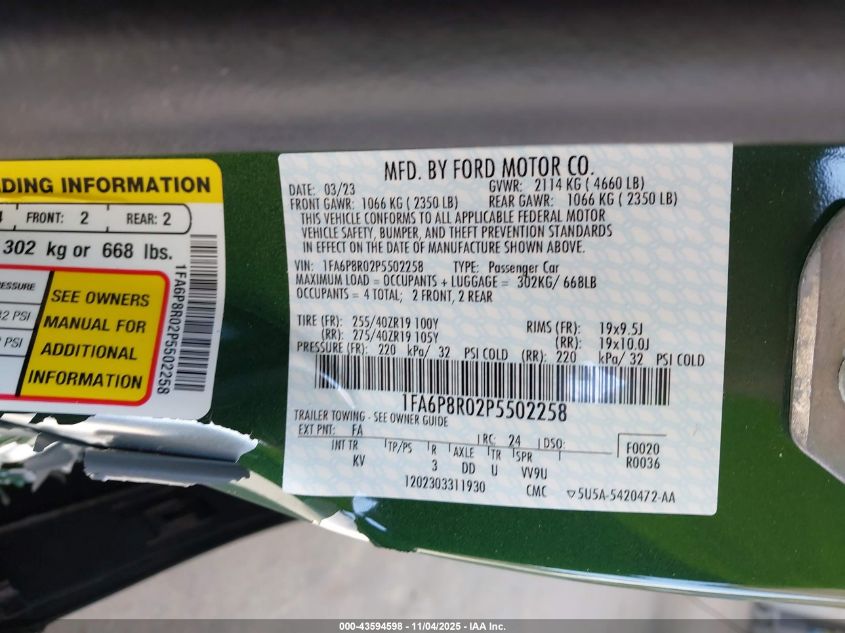 DING INFORMATION
FRONT: 2 REAR: 2
302 kg or 668 lbs.
ESSURE
PSI
PSI
SEE OWNERS
MANUAL FOR
ADDITIONAL
INFORMATION
1FA6P8R02P5502258
MFD. BY FORD MOTOR CO.
DATE: 03/23 GVWR: 2114 KG ( 4660 LB)
FRONT GAWR: 1066 KG ( 2350 LB) REAR GAWR: 1066 KG ( 2350 LB)
THIS VEHICLE CONFORMS TO ALL APPLICABLE FEDERAL MOTOR
VEHICLE SAFETY, BUMPER, AND THEFT PREVENTION STANDARDS
IN EFFECT ON THE DATE OF MANUFACTURE SHOWN ABOVE.
VIN: 1FA6P8R02P5502258 TYPE: Passenger Car
MAXIMUM LOAD = OCCUPANTS + LUGGAGE = 302KG/ 668LB
OCCUPANTS = 4 TOTAL; 2 FRONT, 2 REAR
TIRE (FR): 255/40ZR19 100Y RIMS (FR): 19x9.5J
(RR): 275/40ZR19 105Y (RR): 19x10.0J
PRESSURE (FR): 220 kPa/ 32 PSI COLD (RR): 220 kPa/ 32 PSI COLD
1FA6P8R02P5502258
TRAILER TOWING - SEE OWNER GUIDE
EXT PNT: FA RC: 24 DSO: F0020
INT TR TP/PS R AXLE TR SPR R0036
KV 3 DD U VV9U
1202303311930 CMC ▽5U5A-5420472-AA
000-43594598 - 11/04/2025 - IAA Inc.